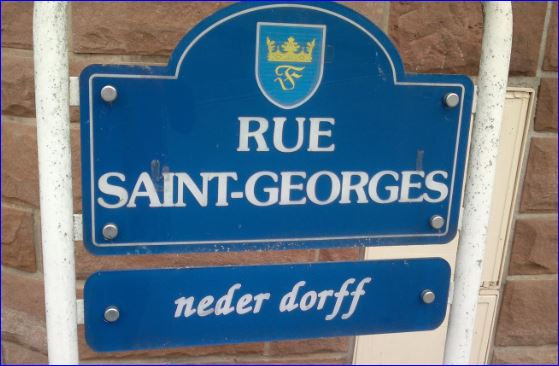 F
RUE
SAINT-GEORGES
neder dorff